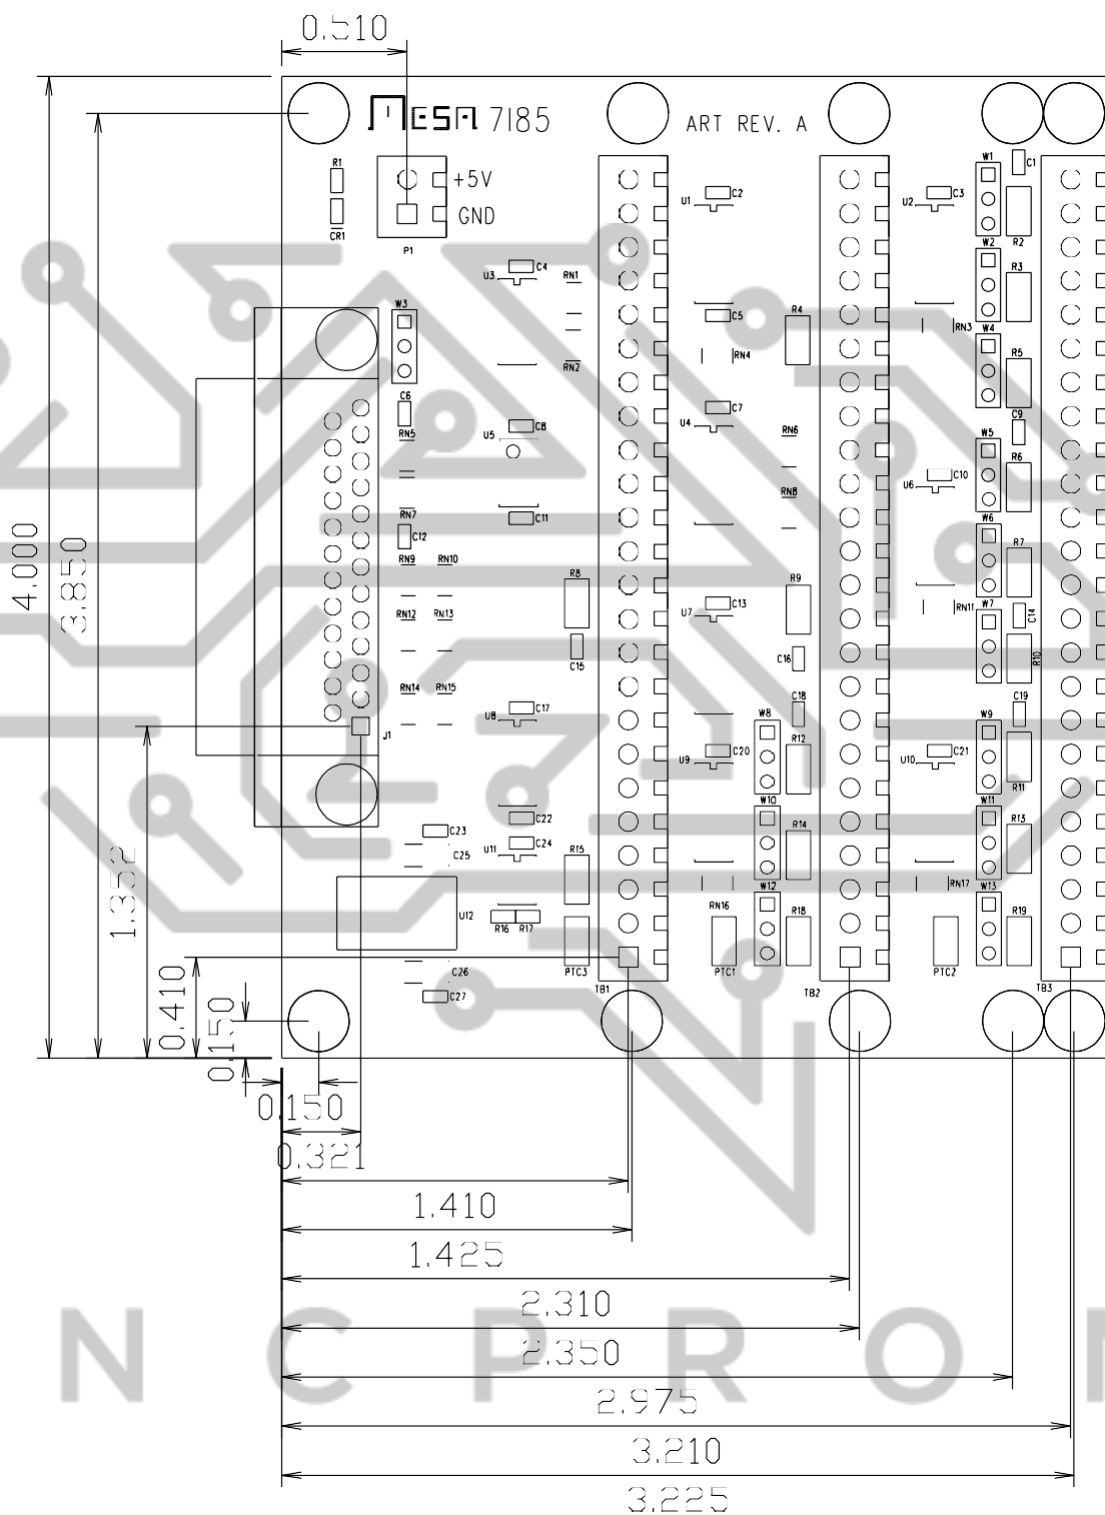 0.510
MESA 7I85
ART REV. A
R1
+5V
GND
CR1
P1
C1
W1
C2
C3
U1
U2
R2
W2
C4
U3
RN1
R3
W3
C5
R4
RN3
W4
RN4
R5
RN2
C6
C7
C9
RN5
U5
C8
U4
RN6
W5
R6
C10
U6
RN8
RN7
C11
C12
W6
R7
4.000
3.850
RN9
RN10
R8
R9
C13
RN11
U7
W7
C14
RN12
RN13
C15
C16
R10
RN14
RN15
C17
C18
C19
U8
W8
W9
J1
R12
C20
C21
U9
U10
R11
W10
W11
C22
C23
R14
R13
C24
U11
C25
R15
1.352
RN17
W12
W13
U12
RN16
R16
R17
R18
R19
PTC3
PTC1
PTC2
C26
C27
TB1
TB2
TB3
0.410
0.150
0.150
0.321
1.410
1.425
2.310
2.350
2.975
3.210
3.225
N C P R O